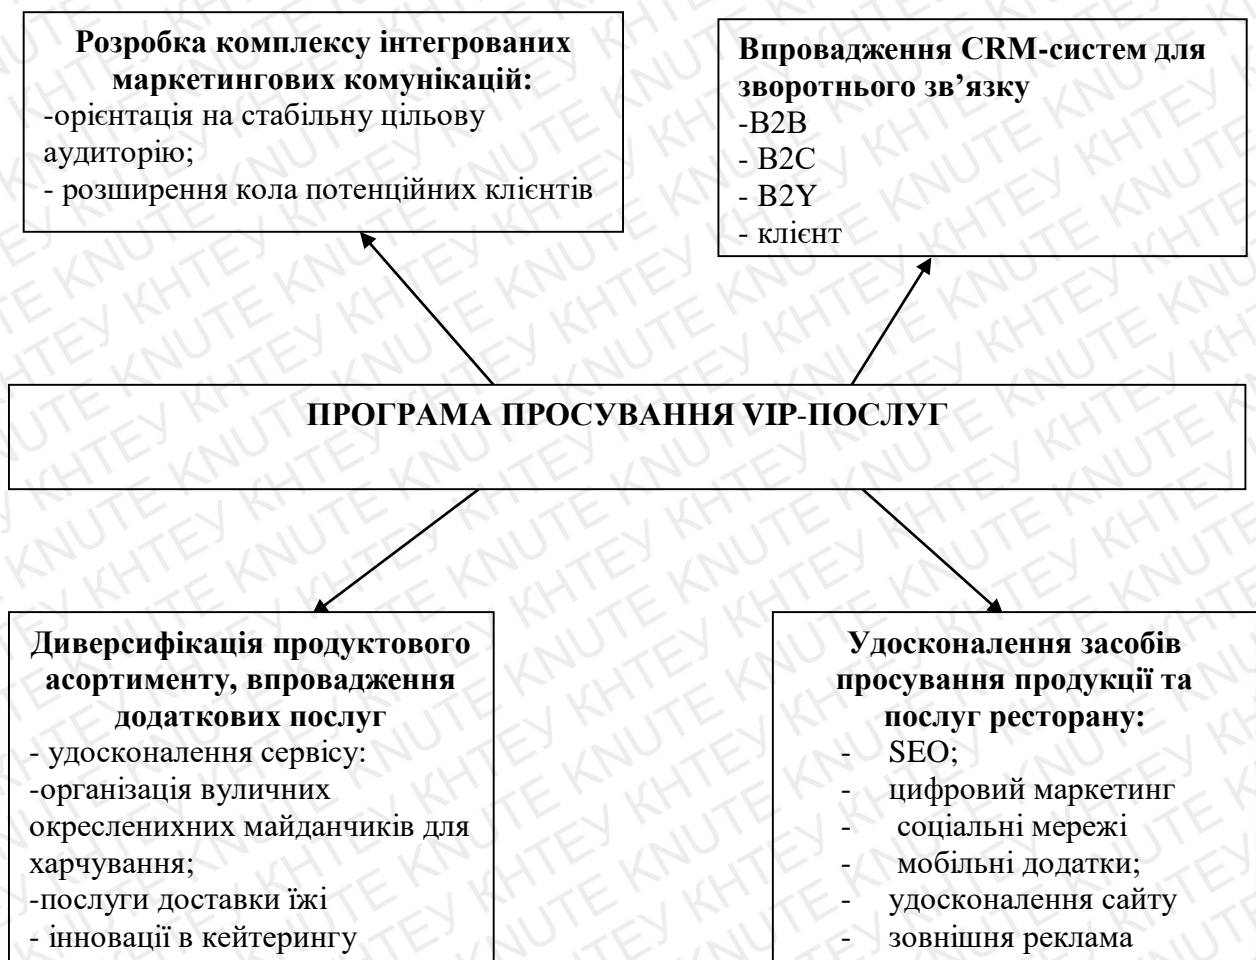 Розробка комплексу інтегрованих
маркетингових комунікацій:
-орієнтація на стабільну цільову
аудиторію;
- розширення кола потенційних клієнтів
Впровадження CRM-систем для
зворотнього зв’язку
-B2B
- B2C
- B2Y
- клієнт
ПРОГРАМА ПРОСУВАННЯ VIP-ПОСЛУГ
Диверсифікація продуктового
асортименту, впровадження
додаткових послуг
- удосконалення сервісу:
-організація вуличних
окресленихних майданчиків для
харчування;
-послуги доставки їжі
- інновації в кейтерингу
Удосконалення засобів
просування продукції та
послуг ресторану:
- SEO;
- цифровий маркетинг
- соціальні мережі
- мобільні додатки;
- удосконалення сайту
- зовнішня реклама